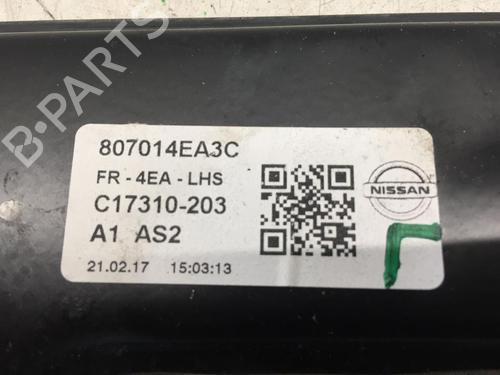 B-PARTS
807014EA3C
FR - 4EA - LHS
C17310-203
A1 AS2
21.02.17 15:03:13
NISSAN